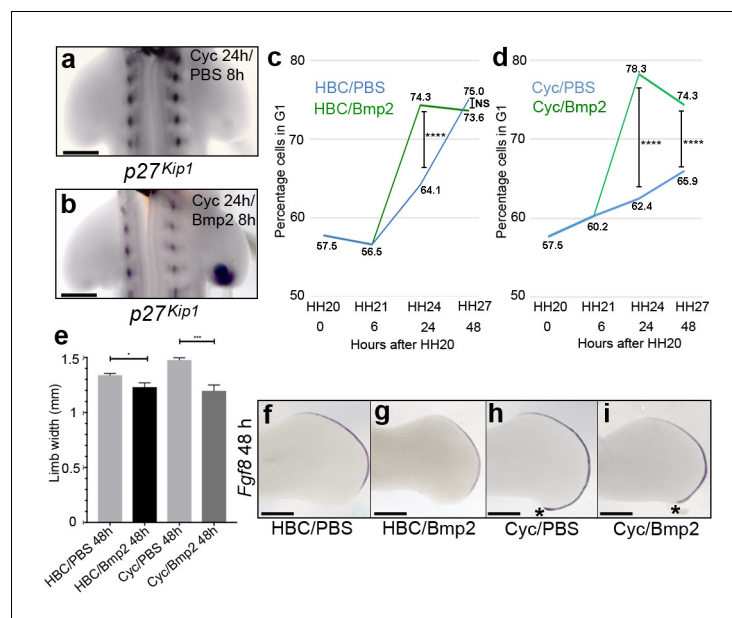 a
Cyc 24h/
PBS 8h
p27Kip1
b
Cyc 24h/
Bmp2 8h
p27Kip1
c
Percentage cells in G1
80
70
60
50
HBC/PBS
HBC/Bmp2
74.3
75.0
NS
73.6
****
64.1
57.5
56.5
HH20 HH21 HH24 HH27
0 6 24 48
Hours after HH20
d
Percentage cells in G1
80
70
60
50
Cyc/PBS
Cyc/Bmp2
78.3
74.3
**** ****
65.9
62.4
60.2
57.5
HH20 HH21 HH24 HH27
0 6 24 48
Hours after HH20
e
Limb width (mm)
1.5
1
0.5
0
* ***
HBC/PBS 48h
HBC/Bmp2 48h
Cyc/PBS 48h
Cyc/Bmp2 48h
Fgf8 48 h
f
HBC/PBS
g
HBC/Bmp2
h
*
Cyc/PBS
i
*
Cyc/Bmp2